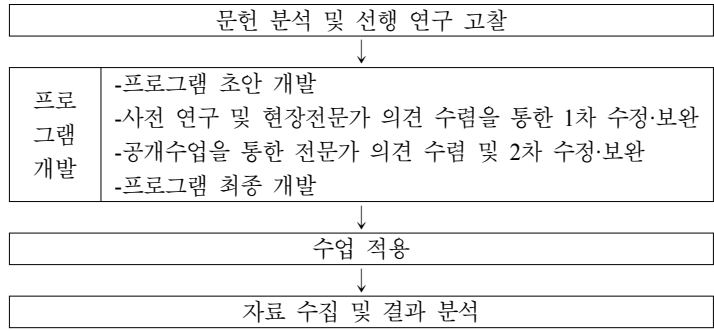 문헌 분석 및 선행 연구 고찰
↓
프로
그램
개발
-프로그램 초안 개발
-사전 연구 및 현장전문가 의견 수렴을 통한 1차 수정·보완
-공개수업을 통한 전문가 의견 수렴 및 2차 수정·보완
-프로그램 최종 개발
↓
수업 적용
↓
자료 수집 및 결과 분석